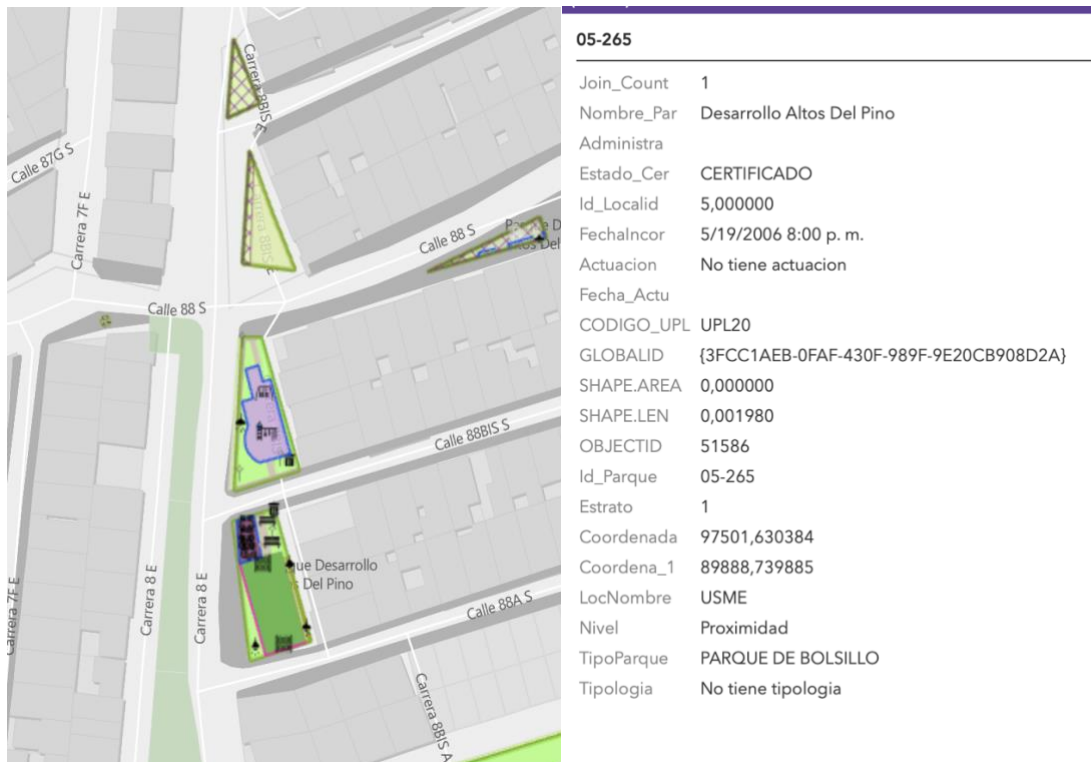 Carrera 8BIS E
Calle 87G S
Carrera 7F E
Carrera 8BIS E
Calle 88 S
Calle 88 S
Calle 88BIS S
ue Desarrollo
Del Pino
Carrera 7F E
Carrera 8 E
Carrera 8 E
Calle 88A S
Carrera 8BIS A
05-265
Join_Count 1
Nombre_Par Desarrollo Altos Del Pino
Administra
Estado_Cer CERTIFICADO
Id_Localid 5,000000
FechaIncor 5/19/2006 8:00 p. m.
Actuacion No tiene actuacion
Fecha_Actu
CODIGO_UPL UPL20
GLOBALID {3FCC1AEB-0FAF-430F-989F-9E20CB908D2A}
SHAPE.AREA 0,000000
SHAPE.LEN 0,001980
OBJECTID 51586
Id_Parque 05-265
Estrato 1
Coordenada 97501,630384
Coordena_1 89888,739885
LocNombre USME
Nivel Proximidad
TipoParque PARQUE DE BOLSILLO
Tipologia No tiene tipologia